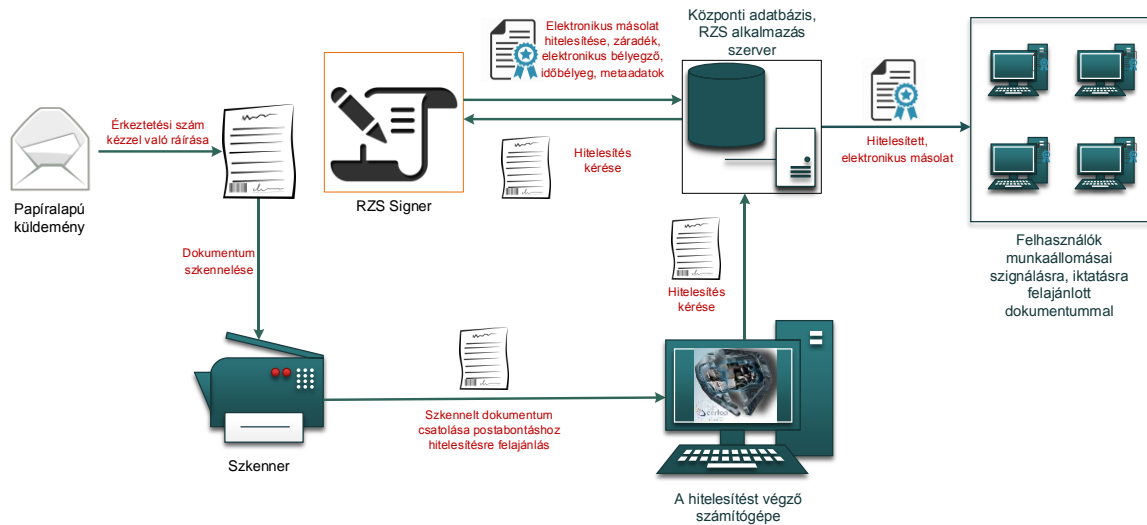 Elektronikus másolat
hitelesítése, záradék,
elektronikus bélyegző,
időbélyeg, metaadatok
Központi adatbázis,
RZS alkalmazás
szerver
Érkeztetési szám
kézzel való ráírása
Hitelesítés
kérése
Hitelesített,
elektronikus másolat
Papíralapú
küldemény
RZS Signer
Dokumentum
szkennelése
Hitelesítés
kérése
Felhasználók
munkaállomásai
szignálásra, iktatásra
felajánlott
dokumentummal
Szkennelt dokumentum
csatolása postabontáshoz
hitelesítésre felajánlás
Szkenner
A hitelesítést végző
számítógépe